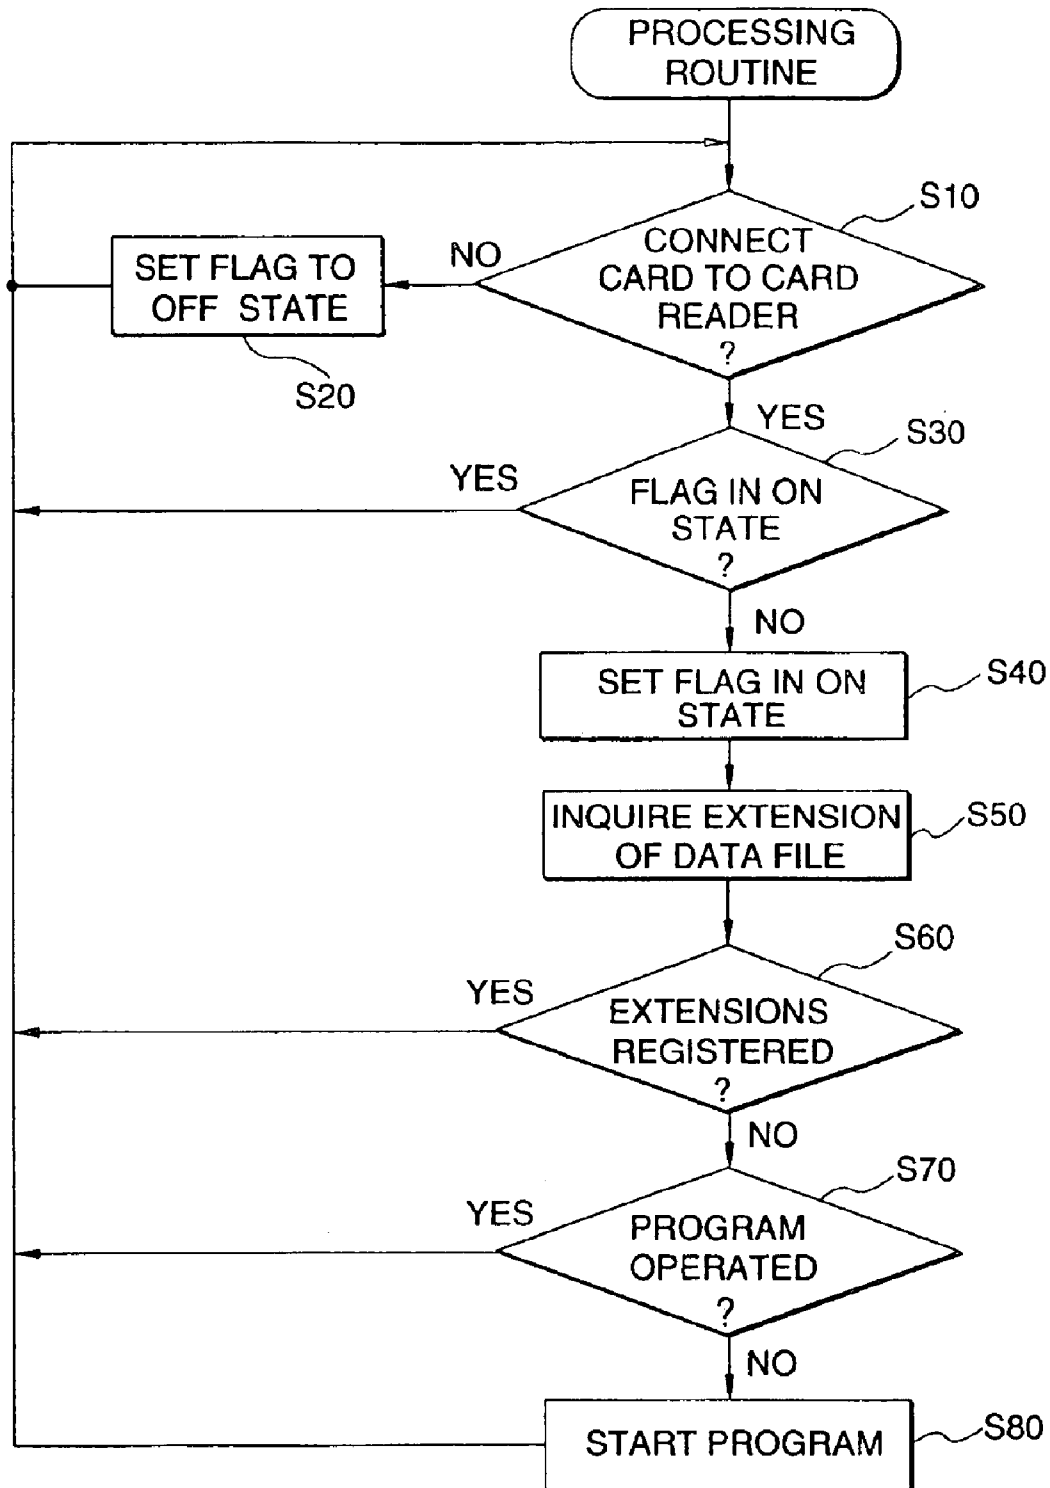 PROCESSING
ROUTINE
S10
CONNECT
CARD TO CARD
READER
?
NO
SET FLAG TO
OFF STATE
S20
YES
S30
FLAG IN ON
STATE
?
YES
NO
SET FLAG IN ON
STATE
S40
INQUIRE EXTENSION
OF DATA FILE
S50
S60
EXTENSIONS
REGISTERED
?
YES
NO
S70
PROGRAM
OPERATED
?
YES
NO
START PROGRAM
S80